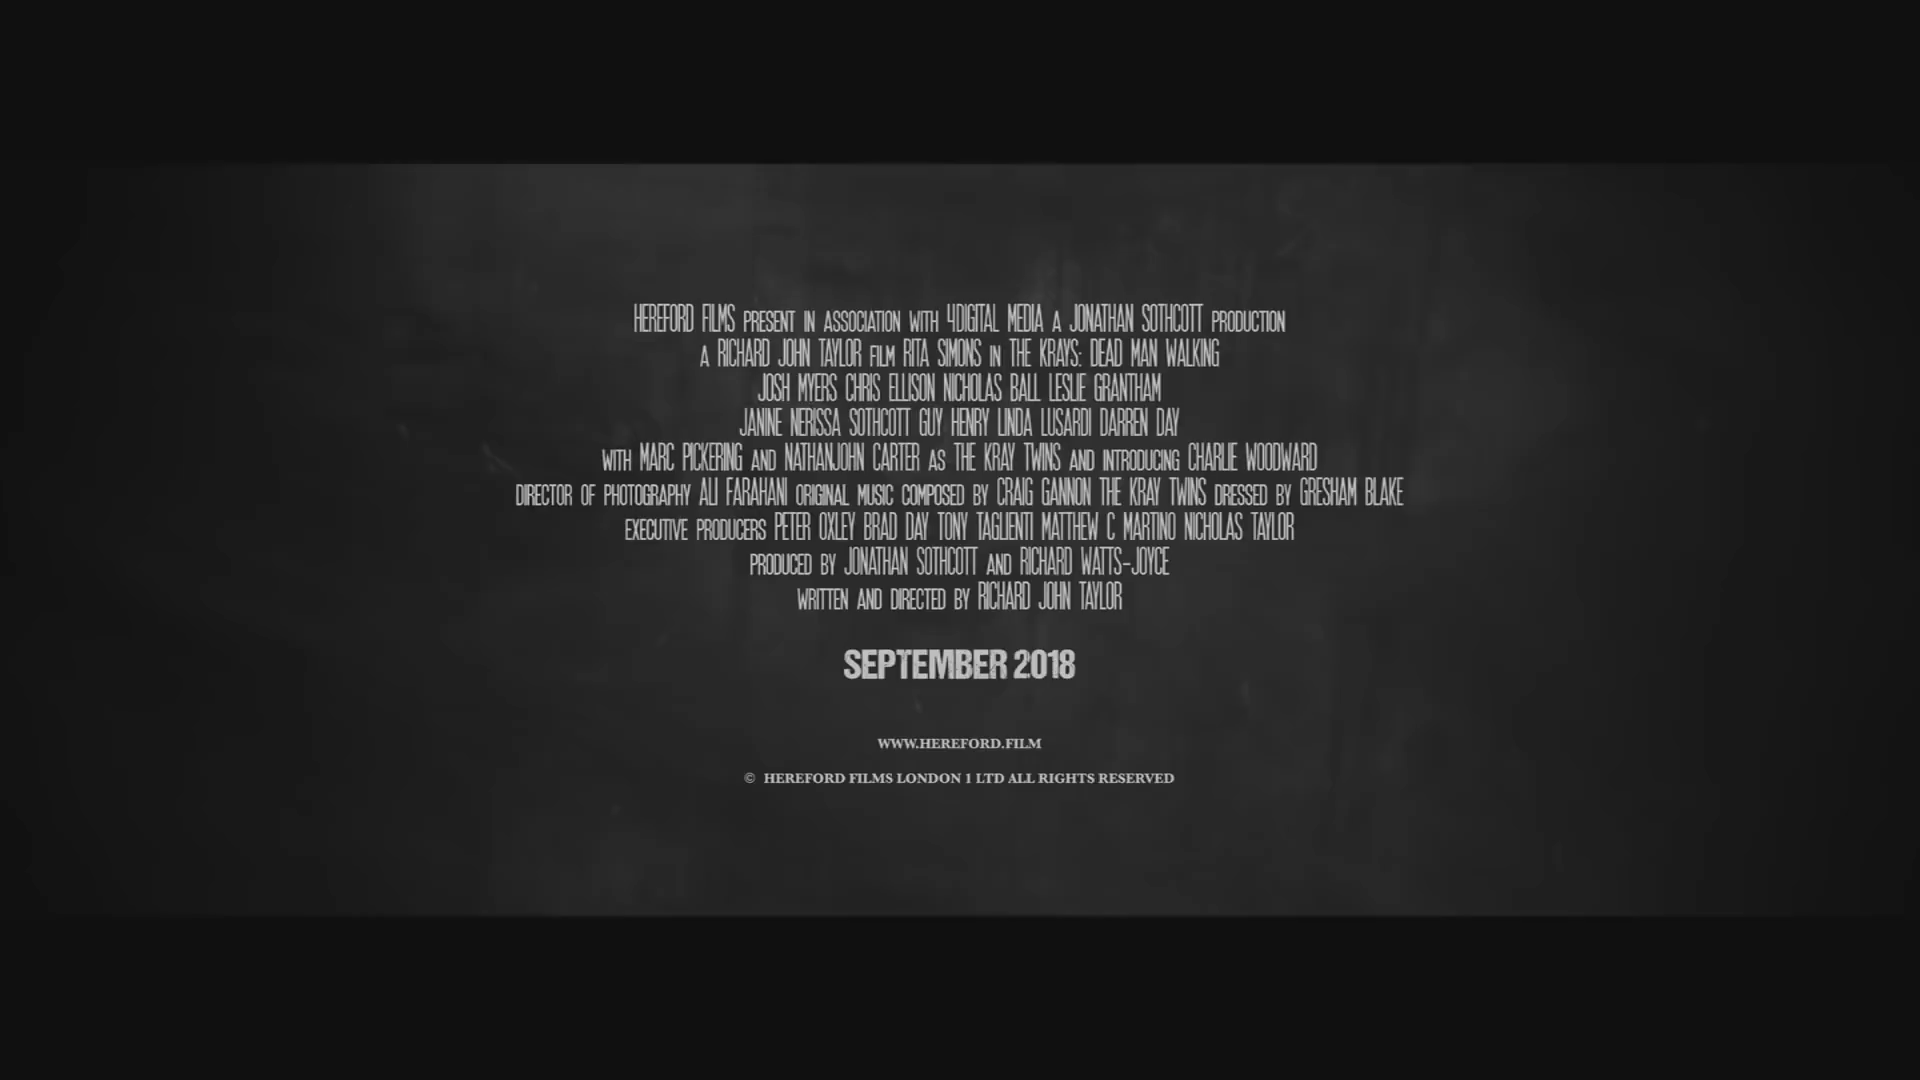 HEREFORD FILMS PRESENT IN ASSOCIATION WITH 4DIGITAL MEDIA A JONATHAN SOTHCOTT PRODUCTION
A RICHARD JOHN TAYLOR FILM RITA SIMONS IN THE KRAYS: DEAD MAN WALKING
JOSH MYERS CHRIS ELLISON NICHOLAS BALL LESLIE GRANTHAM
JANINE NERISSA SOTHCOTT GUY HENRY LINDA LUSARDI DARREN DAY
WITH MARC PICKERING AND NATHANJOHN CARTER AS THE KRAY TWINS AND INTRODUCING CHARLIE WOODWARD
DIRECTOR OF PHOTOGRAPHY ALI FARAHANI ORIGINAL MUSIC COMPOSED BY CRAIG GANNON THE KRAY TWINS DRESSED BY GRESHAM BLAKE
EXECUTIVE PRODUCERS PETER OXLEY BRAD DAY TONY TAGLIENTI MATTHEW C MARTINO NICHOLAS TAYLOR
PRODUCED BY JONATHAN SOTHCOTT AND RICHARD WATTS-JOYCE
WRITTEN AND DIRECTED BY RICHARD JOHN TAYLOR
SEPTEMBER 2018
WWW.HEREFORD.FILM
© HEREFORD FILMS LONDON 1 LTD ALL RIGHTS RESERVED